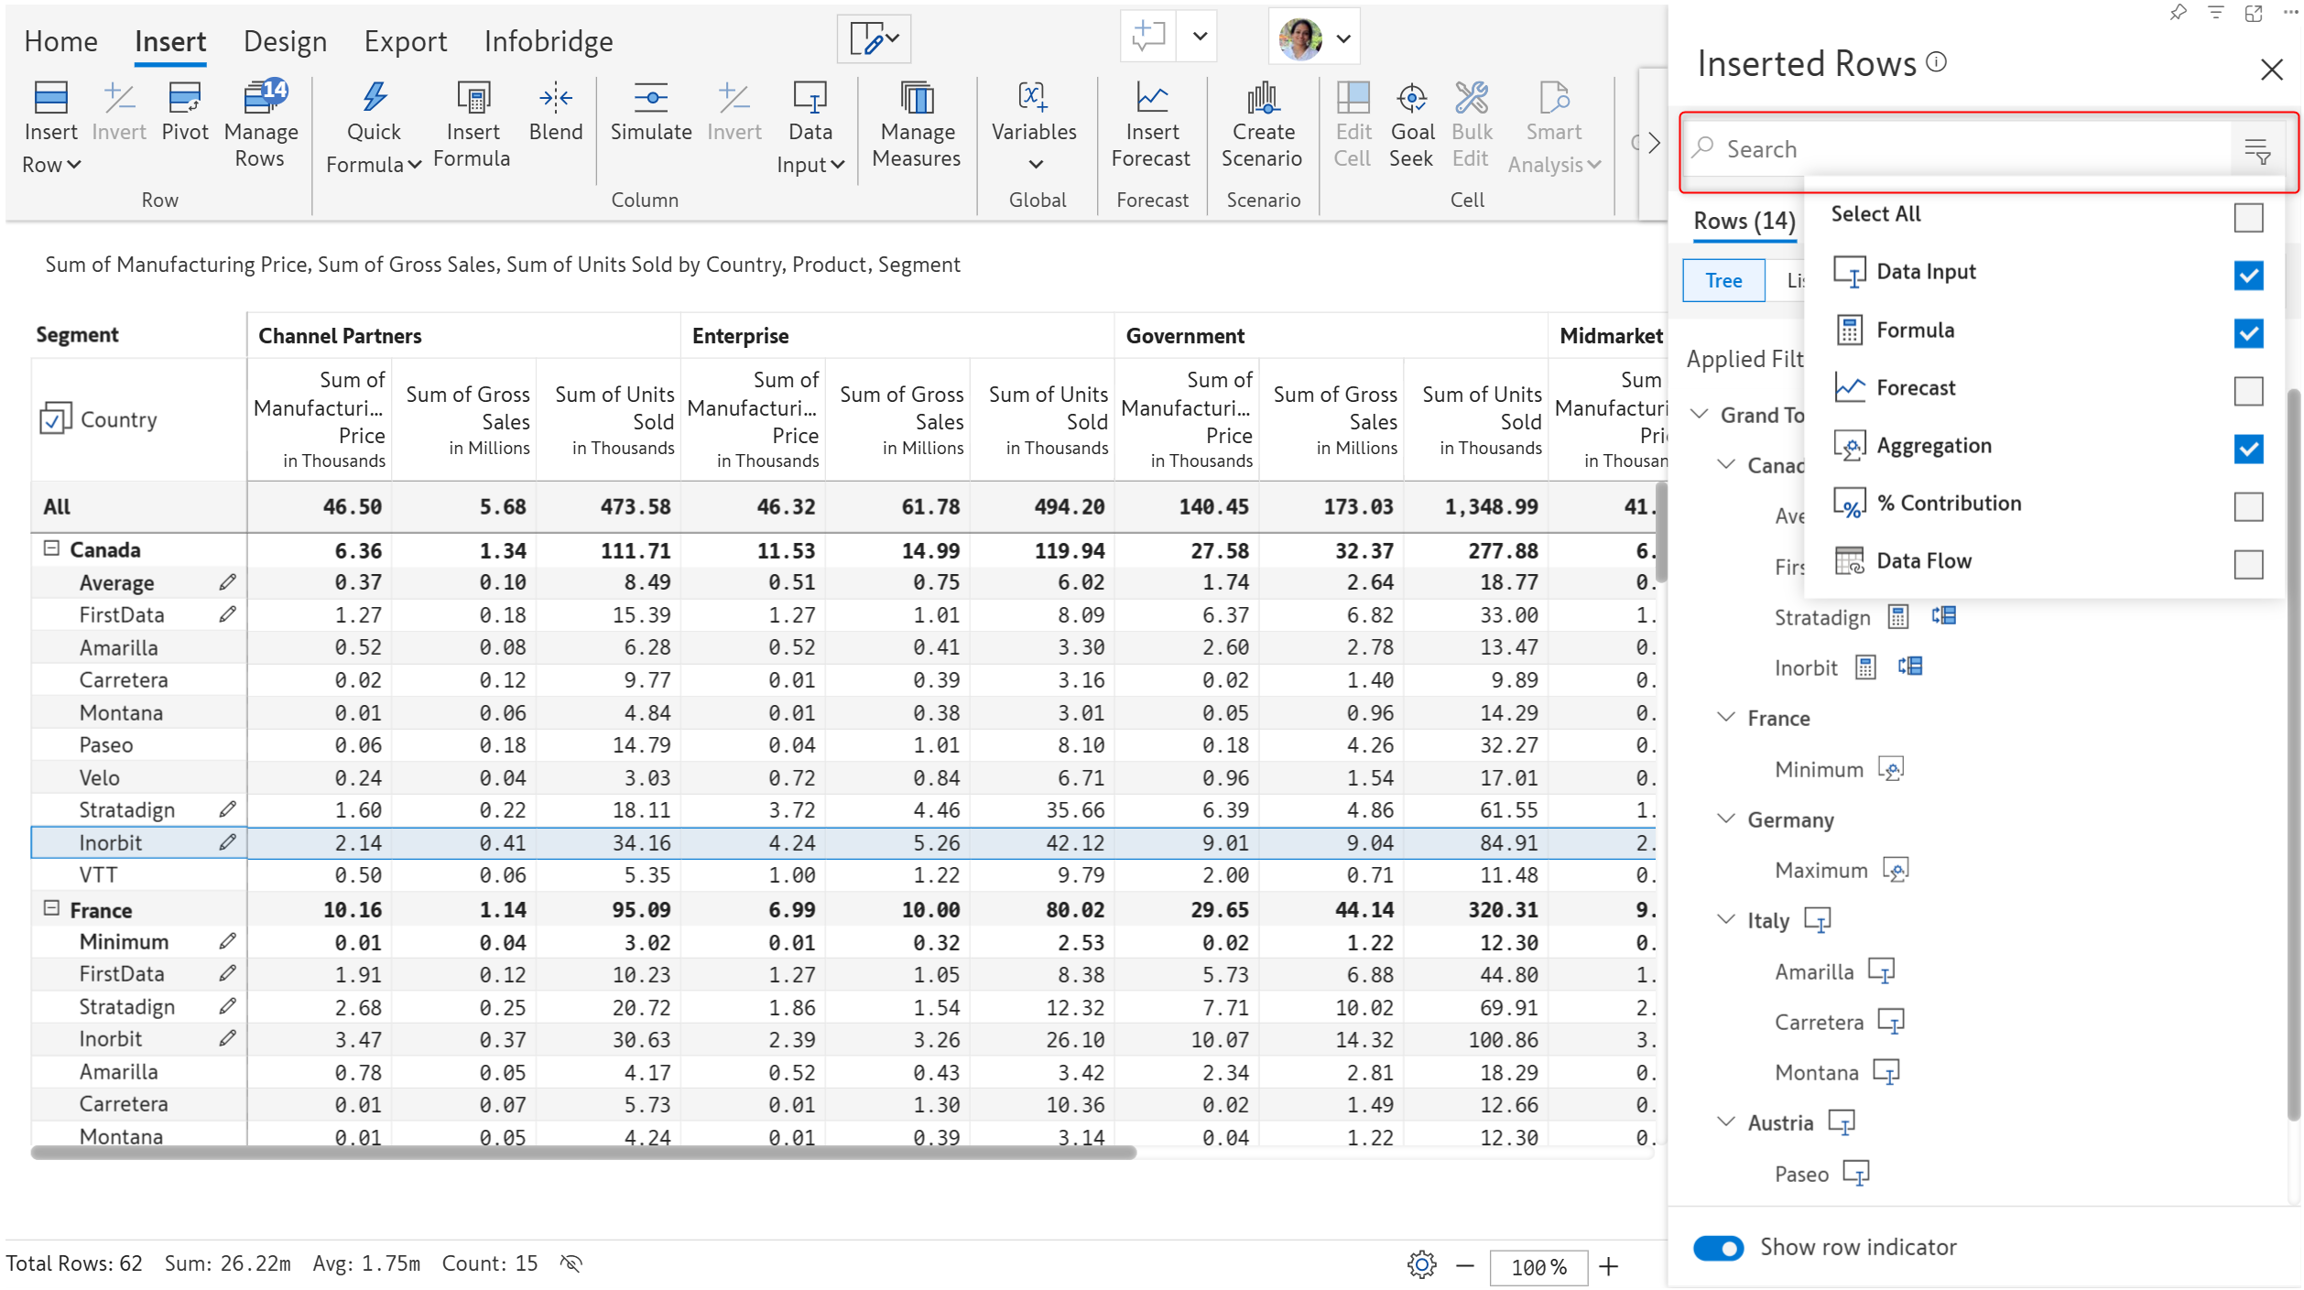 Home Insert Design Export Infobridge
Insert Row
Invert
Pivot
Manage Rows
14
Row
Quick Formula
Insert Formula
Blend
Simulate
Invert
Data Input
Column
Manage Measures
Variables
Global
Insert Forecast
Forecast
Create Scenario
Scenario
Edit Cell
Goal Seek
Bulk Edit
Smart Analysis
Cell
Sum of Manufacturing Price, Sum of Gross Sales, Sum of Units Sold by Country, Product, Segment
Segment Channel Partners Enterprise Government Midmarket
Country
Sum of Manufacturi... Price in Thousands
Sum of Gross Sales in Millions
Sum of Units Sold in Thousands
Sum of Manufacturi... Price in Thousands
Sum of Gross Sales in Millions
Sum of Units Sold in Thousands
Sum of Manufacturi... Price in Thousands
Sum of Gross Sales in Millions
Sum of Units Sold in Thousands
Sum
All 46.50 5.68 473.58 46.32 61.78 494.20 140.45 173.03 1,348.99 41.
Canada 6.36 1.34 111.71 11.53 14.99 119.94 27.58 32.37 277.88 6.
Average 0.37 0.10 8.49 0.51 0.75 6.02 1.74 2.64 18.77 0.
FirstData 1.27 0.18 15.39 1.27 1.01 8.09 6.37 6.82 33.00 1.
Amarilla 0.52 0.08 6.28 0.52 0.41 3.30 2.60 2.78 13.47 0.
Carretera 0.02 0.12 9.77 0.01 0.39 3.16 0.02 1.40 9.89 0.
Montana 0.01 0.06 4.84 0.01 0.38 3.01 0.05 0.96 14.29 0.
Paseo 0.06 0.18 14.79 0.04 1.01 8.10 0.18 4.26 32.27 0.
Velo 0.24 0.04 3.03 0.72 0.84 6.71 0.96 1.54 17.01 0.
Stratadign 1.60 0.22 18.11 3.72 4.46 35.66 6.39 4.86 61.55 1.
Inorbit 2.14 0.41 34.16 4.24 5.26 42.12 9.01 9.04 84.91 2.
VTT 0.50 0.06 5.35 1.00 1.22 9.79 2.00 0.71 11.48 0.
France 10.16 1.14 95.09 6.99 10.00 80.02 29.65 44.14 320.31 9.
Minimum 0.01 0.04 3.02 0.01 0.32 2.53 0.02 1.22 12.30 0.
FirstData 1.91 0.12 10.23 1.27 1.05 8.38 5.73 6.88 44.80 1.
Stratadign 2.68 0.25 20.72 1.86 1.54 12.32 7.71 10.02 69.91 2.
Inorbit 3.47 0.37 30.63 2.39 3.26 26.10 10.07 14.32 100.86 3.
Amarilla 0.78 0.05 4.17 0.52 0.43 3.42 2.34 2.81 18.29 0.
Carretera 0.01 0.07 5.73 0.01 1.30 10.36 0.02 1.49 12.66 0.
Montana 0.01 0.05 4.24 0.01 0.39 3.14 0.04 1.22 12.30 0.
Total Rows: 62 Sum: 26.22m Avg: 1.75m Count: 15
100 %
Inserted Rows
Search
Rows (14)
Tree
Select All
Data Input
Formula
Forecast
Aggregation
% Contribution
Data Flow
Applied
Grand
Stratadign
Inorbit
France
Minimum
Germany
Maximum
Italy
Amarilla
Carretera
Montana
Austria
Paseo
Show row indicator